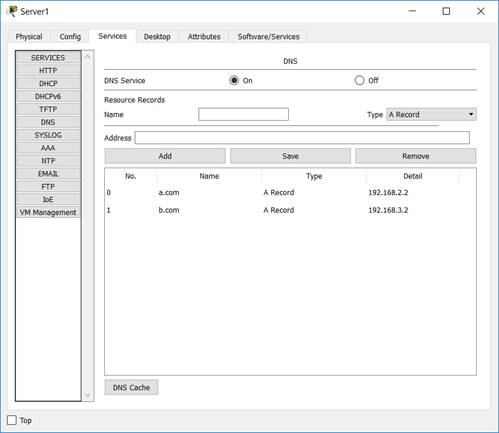 Server1
Physical Config Services Desktop Attributes Software/Services
SERVICES
HTTP
DHCP
DHCPv6
TFTP
DNS
SYSLOG
AAA
NTP
EMAIL
FTP
IoE
VM Management
DNS
DNS Service On Off
Resource Records
Name Type A Record
Address
Add Save Remove
No. Name Type Detail
0 a.com A Record 192.168.2.2
1 b.com A Record 192.168.3.2
DNS Cache
Top